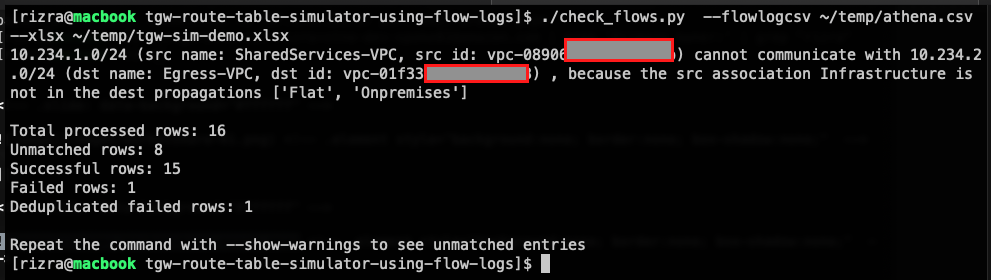 [rizra@macbook tgw-route-table-simulator-using-flow-logs]$ ./check_flows.py  --flowlogcsv ~/temp/athena.csv
--xlsx ~/temp/tgw-sim-demo.xlsx
10.234.1.0/24 (src name: SharedServices-VPC, src id: vpc-0890 ) cannot communicate with 10.234.2
.0/24 (dst name: Egress-VPC, dst id: vpc-01f33 ) , because the src association Infrastructure is
not in the dest propagations ['Flat', 'Onpremises']
Total processed rows: 16
Unmatched rows: 8
Successful rows: 15
Failed rows: 1
Deduplicated failed rows: 1
Repeat the command with --show-warnings to see unmatched entries
[rizra@macbook tgw-route-table-simulator-using-flow-logs]$